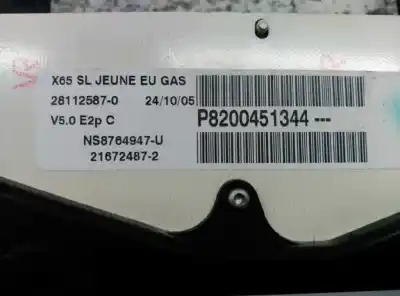 X65 SL JEUNE EU GAS
28112587-0 24/10/05
V5.0 E2p C
P8200451344---
NS8764947-U
21672487-2